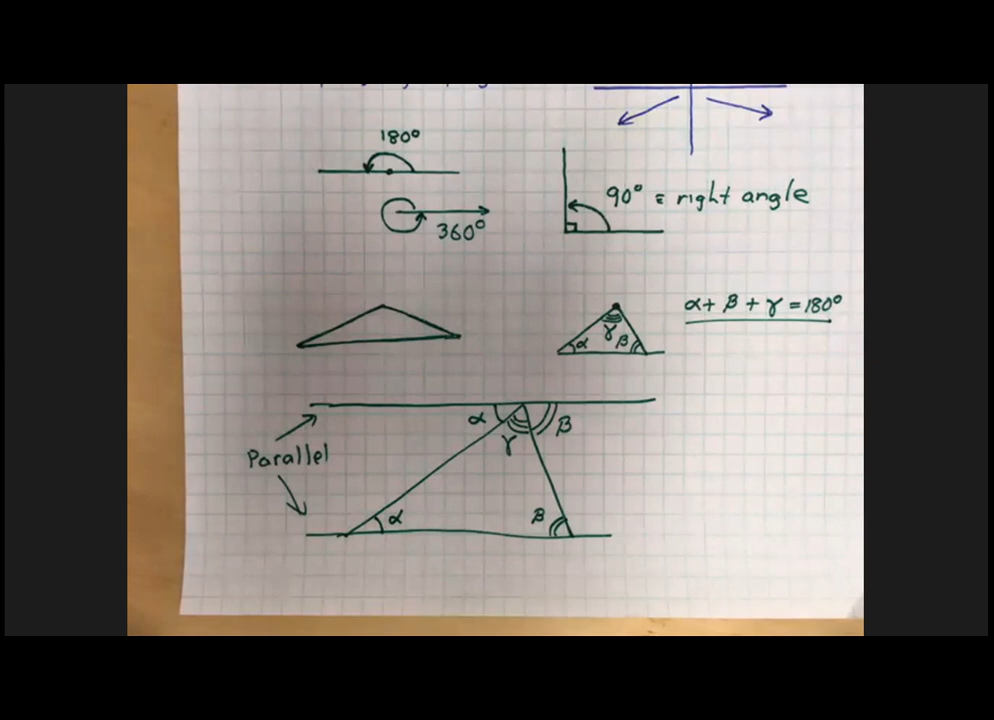 180°
360°
90° = right angle
α + β + γ = 180°
γ
α
β
α
γ
β
Parallel
α
β